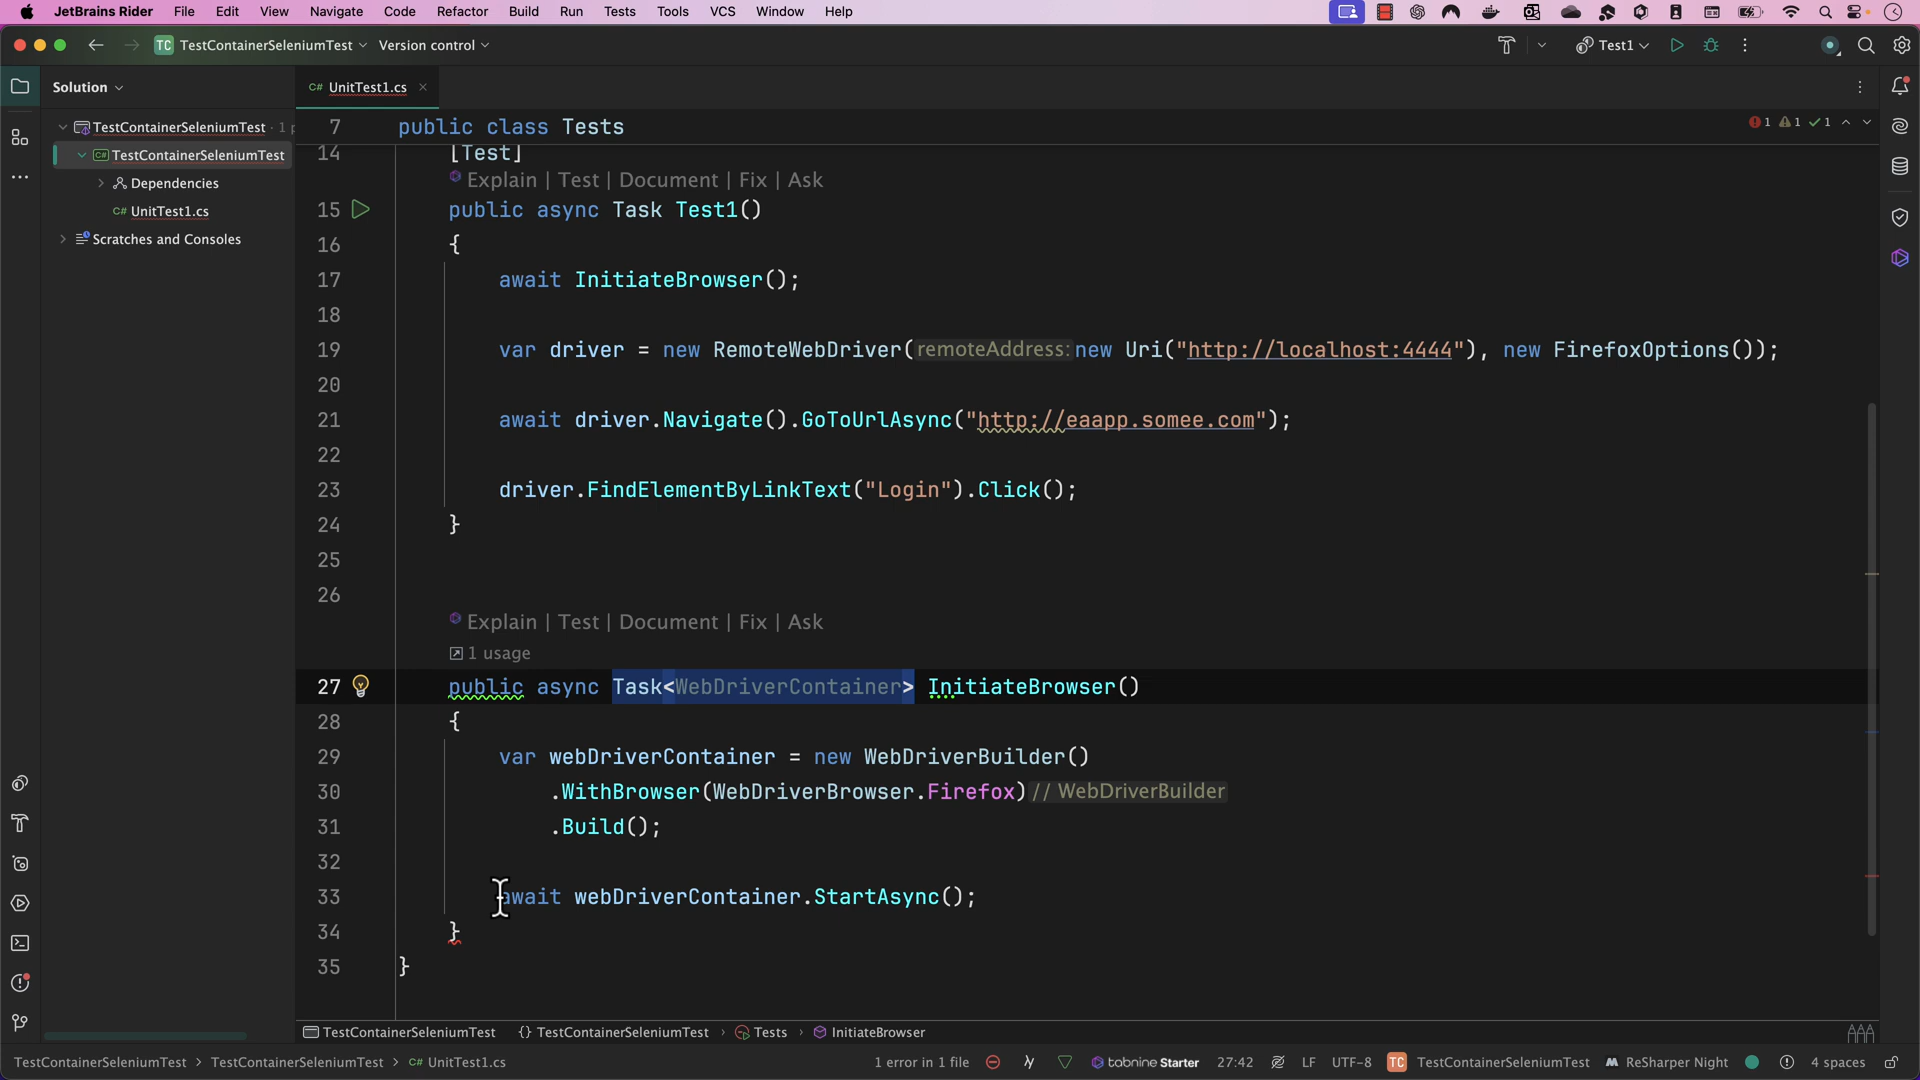 JetBrains Rider File Edit View Navigate Code Refactor Build Run Tests Tools VCS Window Help
TC TestContainerSeleniumTest Version control Test1
Solution
C# UnitTest1.cs
TestContainerSeleniumTest · 1 p
C# TestContainerSeleniumTest
Dependencies
C# UnitTest1.cs
Scratches and Consoles
7 public class Tests 1 1 1
14 [Test]
Explain | Test | Document | Fix | Ask
15 public async Task Test1()
16 {
17 await InitiateBrowser();
18
19 var driver = new RemoteWebDriver(remoteAddress: new Uri("http://localhost:4444"), new FirefoxOptions());
20
21 await driver.Navigate().GoToUrlAsync("http://eaapp.somee.com");
22
23 driver.FindElementByLinkText("Login").Click();
24 }
25
26
Explain | Test | Document | Fix | Ask
1 usage
27 public async Task<WebDriverContainer> InitiateBrowser()
28 {
29 var webDriverContainer = new WebDriverBuilder()
30 .WithBrowser(WebDriverBrowser.Firefox) // WebDriverBuilder
31 .Build();
32
33 await webDriverContainer.StartAsync();
34 }
35 }
TestContainerSeleniumTest {} TestContainerSeleniumTest › Tests › InitiateBrowser
TestContainerSeleniumTest > TestContainerSeleniumTest > C# UnitTest1.cs 1 error in 1 file tabnine Starter 27:42 LF UTF-8 TC TestContainerSeleniumTest ReSharper Night 4 spaces